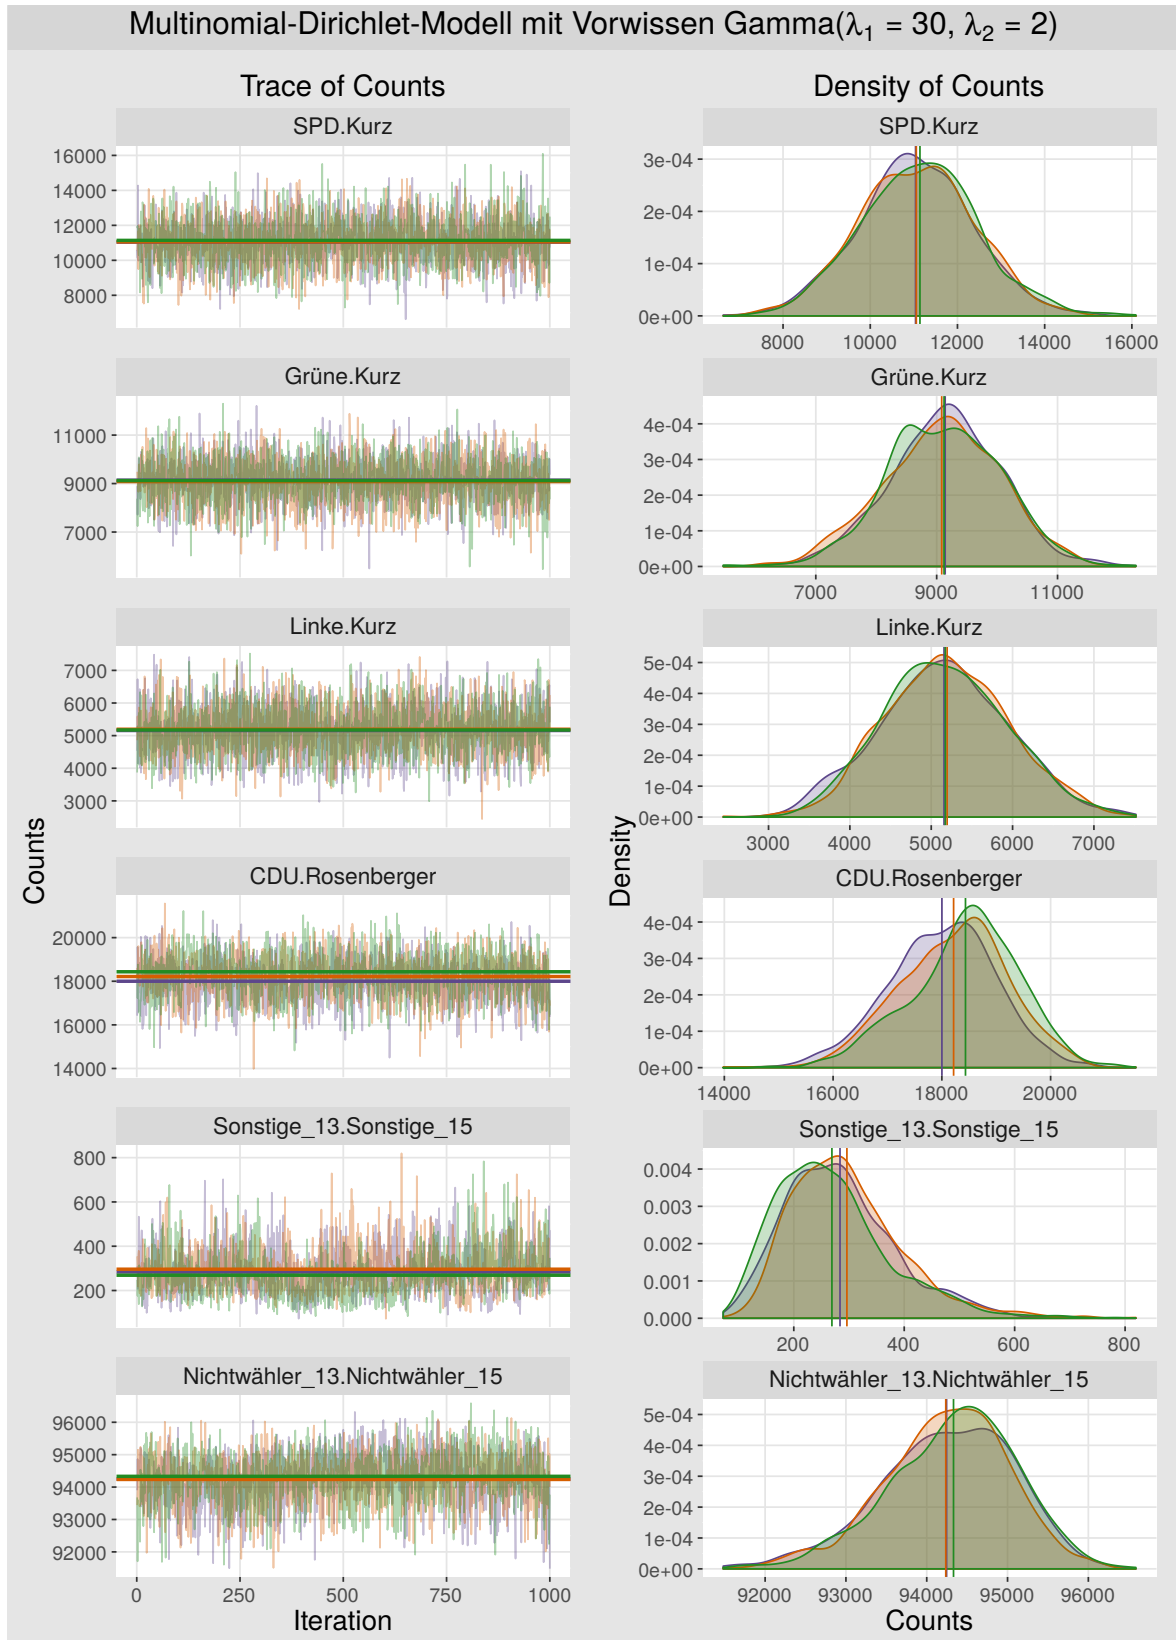 Multinomial-Dirichlet-Modell mit Vorwissen Gamma(λ₁ = 30, λ₂ = 2)
Trace of Counts
Density of Counts
SPD.Kurz
SPD.Kurz
16000
14000
12000
10000
8000
3e-04
2e-04
1e-04
0e+00
8000 10000 12000 14000 16000
Grüne.Kurz
Grüne.Kurz
11000
9000
7000
4e-04
3e-04
2e-04
1e-04
0e+00
7000 9000 11000
Linke.Kurz
Linke.Kurz
7000
6000
5000
4000
3000
5e-04
4e-04
3e-04
2e-04
1e-04
0e+00
3000 4000 5000 6000 7000
Counts
Density
CDU.Rosenberger
CDU.Rosenberger
20000
18000
16000
14000
4e-04
3e-04
2e-04
1e-04
0e+00
14000 16000 18000 20000
Sonstige_13.Sonstige_15
Sonstige_13.Sonstige_15
800
600
400
200
0.004
0.003
0.002
0.001
0.000
200 400 600 800
Nichtwähler_13.Nichtwähler_15
Nichtwähler_13.Nichtwähler_15
96000
95000
94000
93000
92000
5e-04
4e-04
3e-04
2e-04
1e-04
0e+00
0 250 500 750 1000
92000 93000 94000 95000 96000
Iteration
Counts